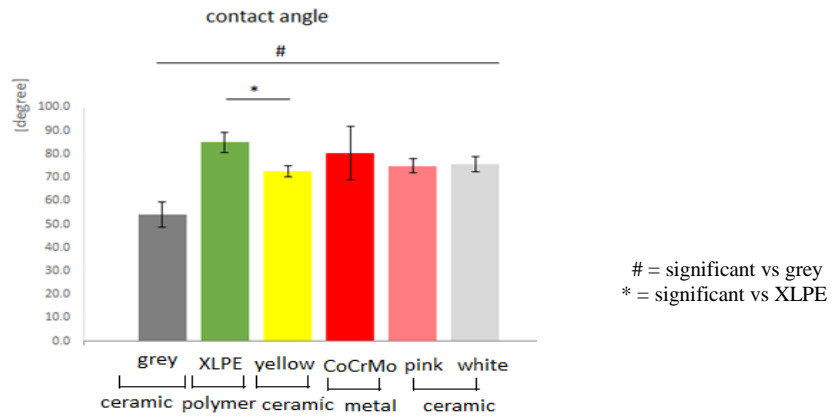 contact angle
#
*
[degree]
100.0
90.0
80.0
70.0
60.0
50.0
40.0
30.0
20.0
10.0
0.0
grey XLPE yellow CoCrMo pink white
ceramic polymer ceramic metal ceramic
# = significant vs grey
* = significant vs XLPE